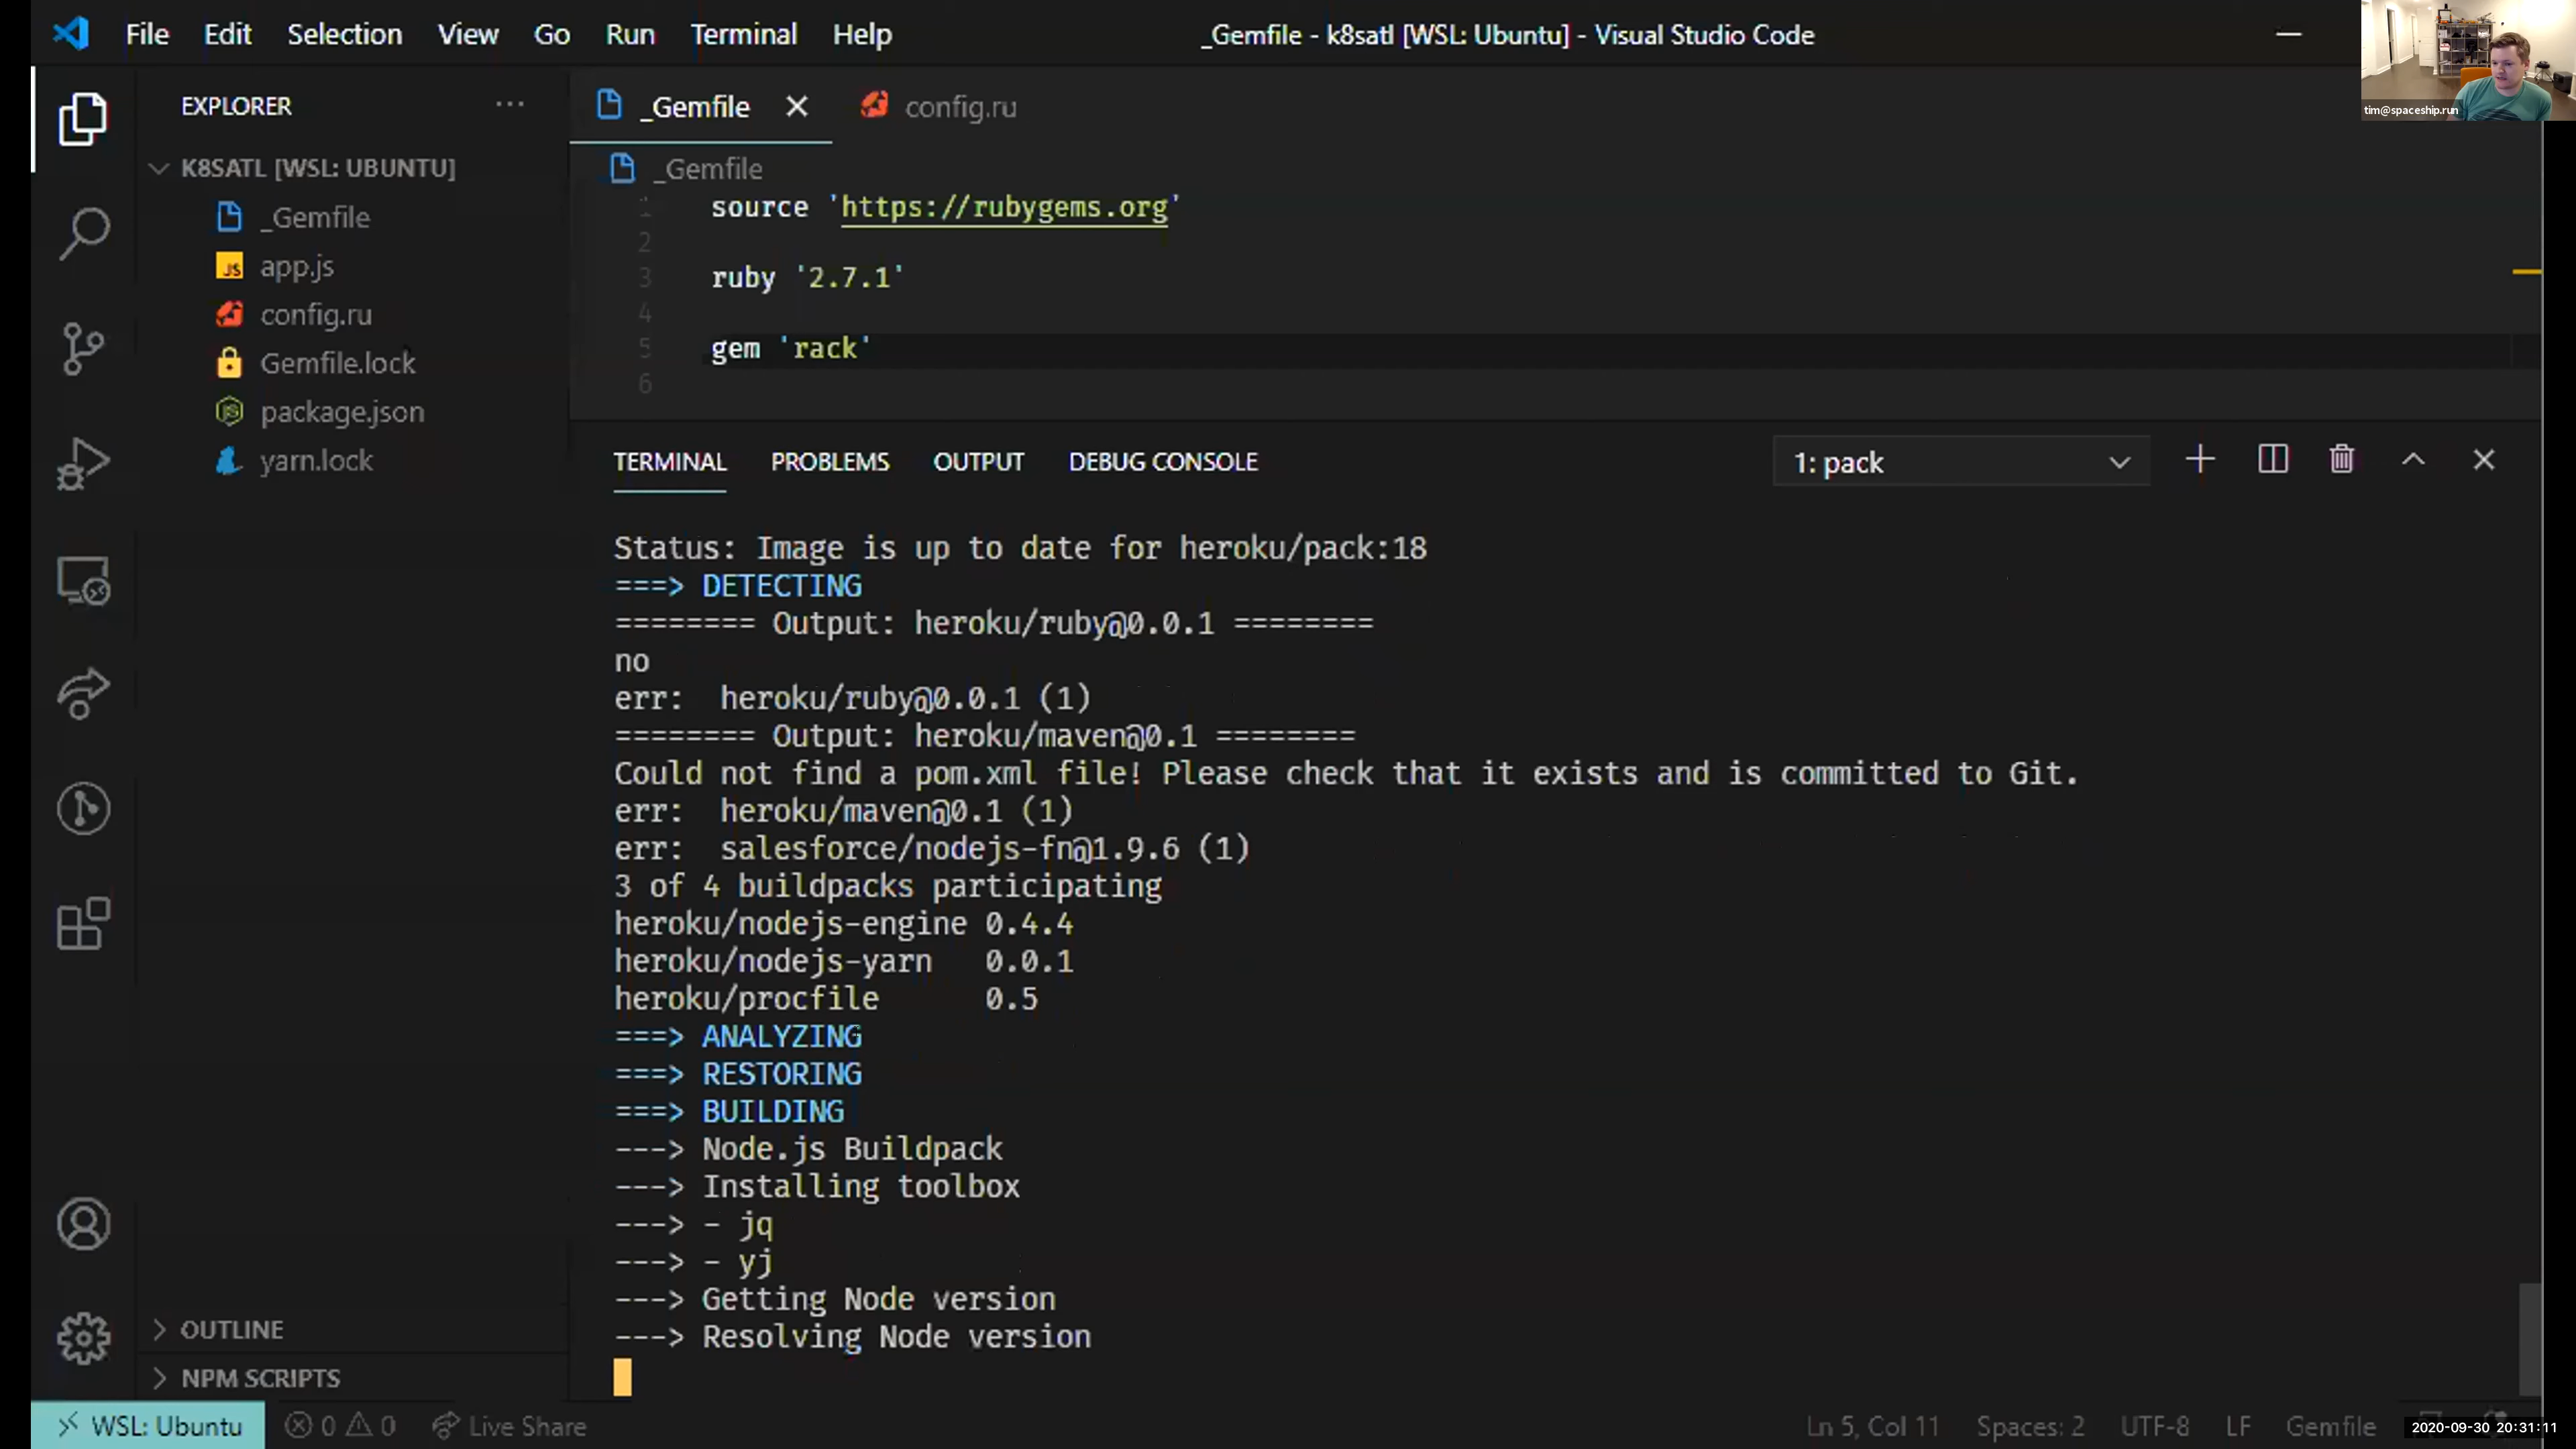 File Edit Selection View Go Run Terminal Help
_Gemfile - k8satl [WSL: Ubuntu] - Visual Studio Code
tim@spaceship.run
EXPLORER ...
K8SATL [WSL: UBUNTU]
_Gemfile
app.js
config.ru
Gemfile.lock
package.json
yarn.lock
OUTLINE
NPM SCRIPTS
_Gemfile config.ru
_Gemfile
1 source 'https://rubygems.org'
2
3 ruby '2.7.1'
4
5 gem 'rack'
6
TERMINAL PROBLEMS OUTPUT DEBUG CONSOLE 1: pack
Status: Image is up to date for heroku/pack:18
===> DETECTING
======== Output: heroku/ruby@0.0.1 ========
no
err:  heroku/ruby@0.0.1 (1)
======== Output: heroku/maven@0.1 ========
Could not find a pom.xml file! Please check that it exists and is committed to Git.
err:  heroku/maven@0.1 (1)
err:  salesforce/nodejs-fn@1.9.6 (1)
3 of 4 buildpacks participating
heroku/nodejs-engine 0.4.4
heroku/nodejs-yarn   0.0.1
heroku/procfile      0.5
===> ANALYZING
===> RESTORING
===> BUILDING
---> Node.js Buildpack
---> Installing toolbox
---> - jq
---> - yj
---> Getting Node version
---> Resolving Node version
WSL: Ubuntu 0 0 Live Share Ln 5, Col 11 Spaces: 2 UTF-8 LF Gemfile
2020-09-30 20:31:11